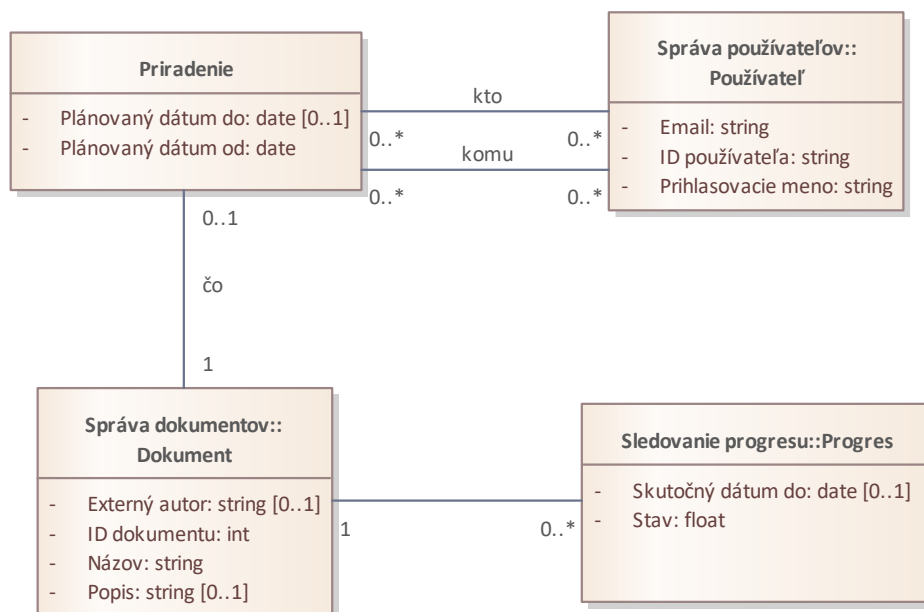 Priradenie
- Plánovaný dátum do: date [0..1]
- Plánovaný dátum od: date
kto
0..*
0..*
komu
0..*
0..*
Správa používateľov::
Používateľ
- Email: string
- ID používateľa: string
- Prihlasovacie meno: string
0..1
čo
1
Správa dokumentov::
Dokument
- Externý autor: string [0..1]
- ID dokumentu: int
- Názov: string
- Popis: string [0..1]
1
0..*
Sledovanie progresu::Progres
- Skutočný dátum do: date [0..1]
- Stav: float